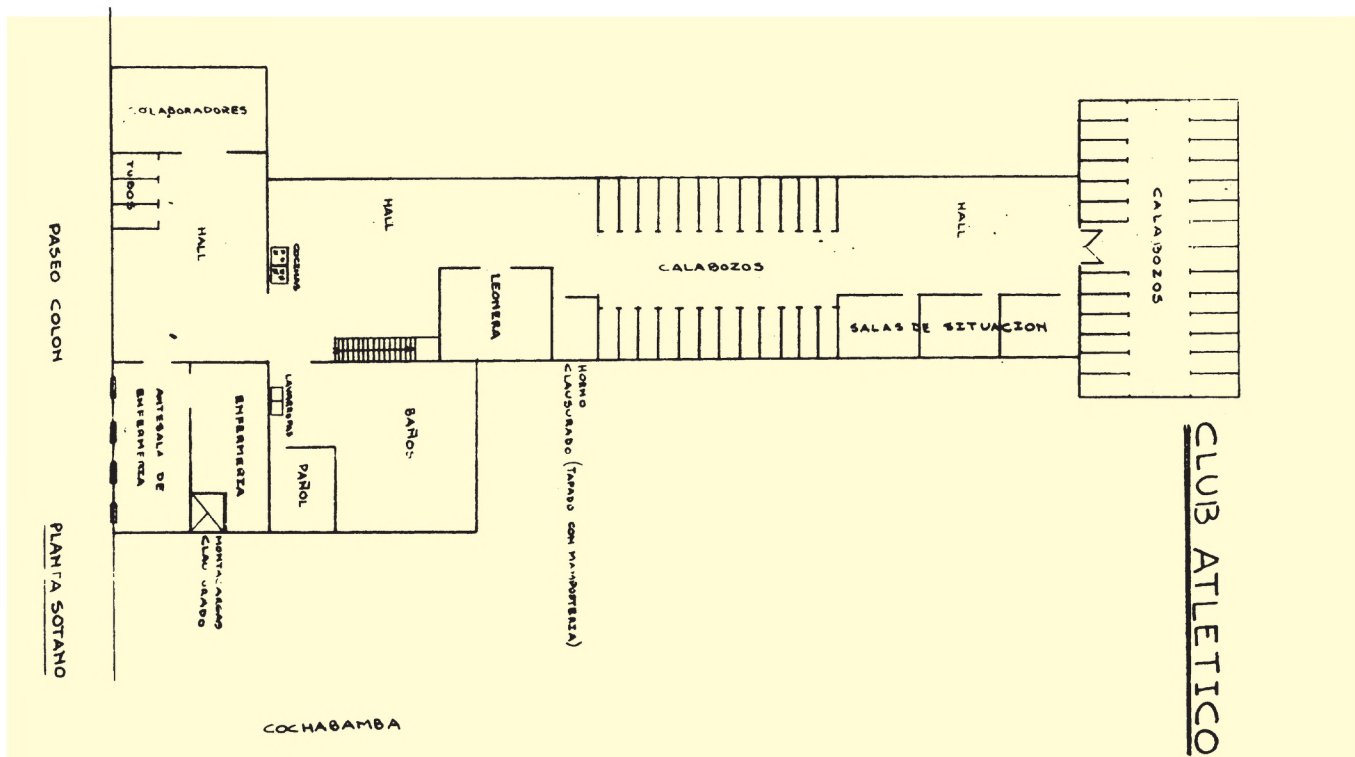 COLABORADORES
TUBOS
HALL
HALL
COCINAS
LEONERA
CALABOZOS
HALL
SALAS DE SITUACION
CALABOZOS
PASEO COLON
ANTESALA DE
ENFERMERIA
ENFERMERIA
LAVARROPAS
PAÑOL
BAÑOS
HORNO
CLAUSURADO (TAPADO CON MAMPOSTERIA)
MONTACARGAS
CLAUSURADO
PLANTA SOTANO
COCHABAMBA
CLUB ATLETICO